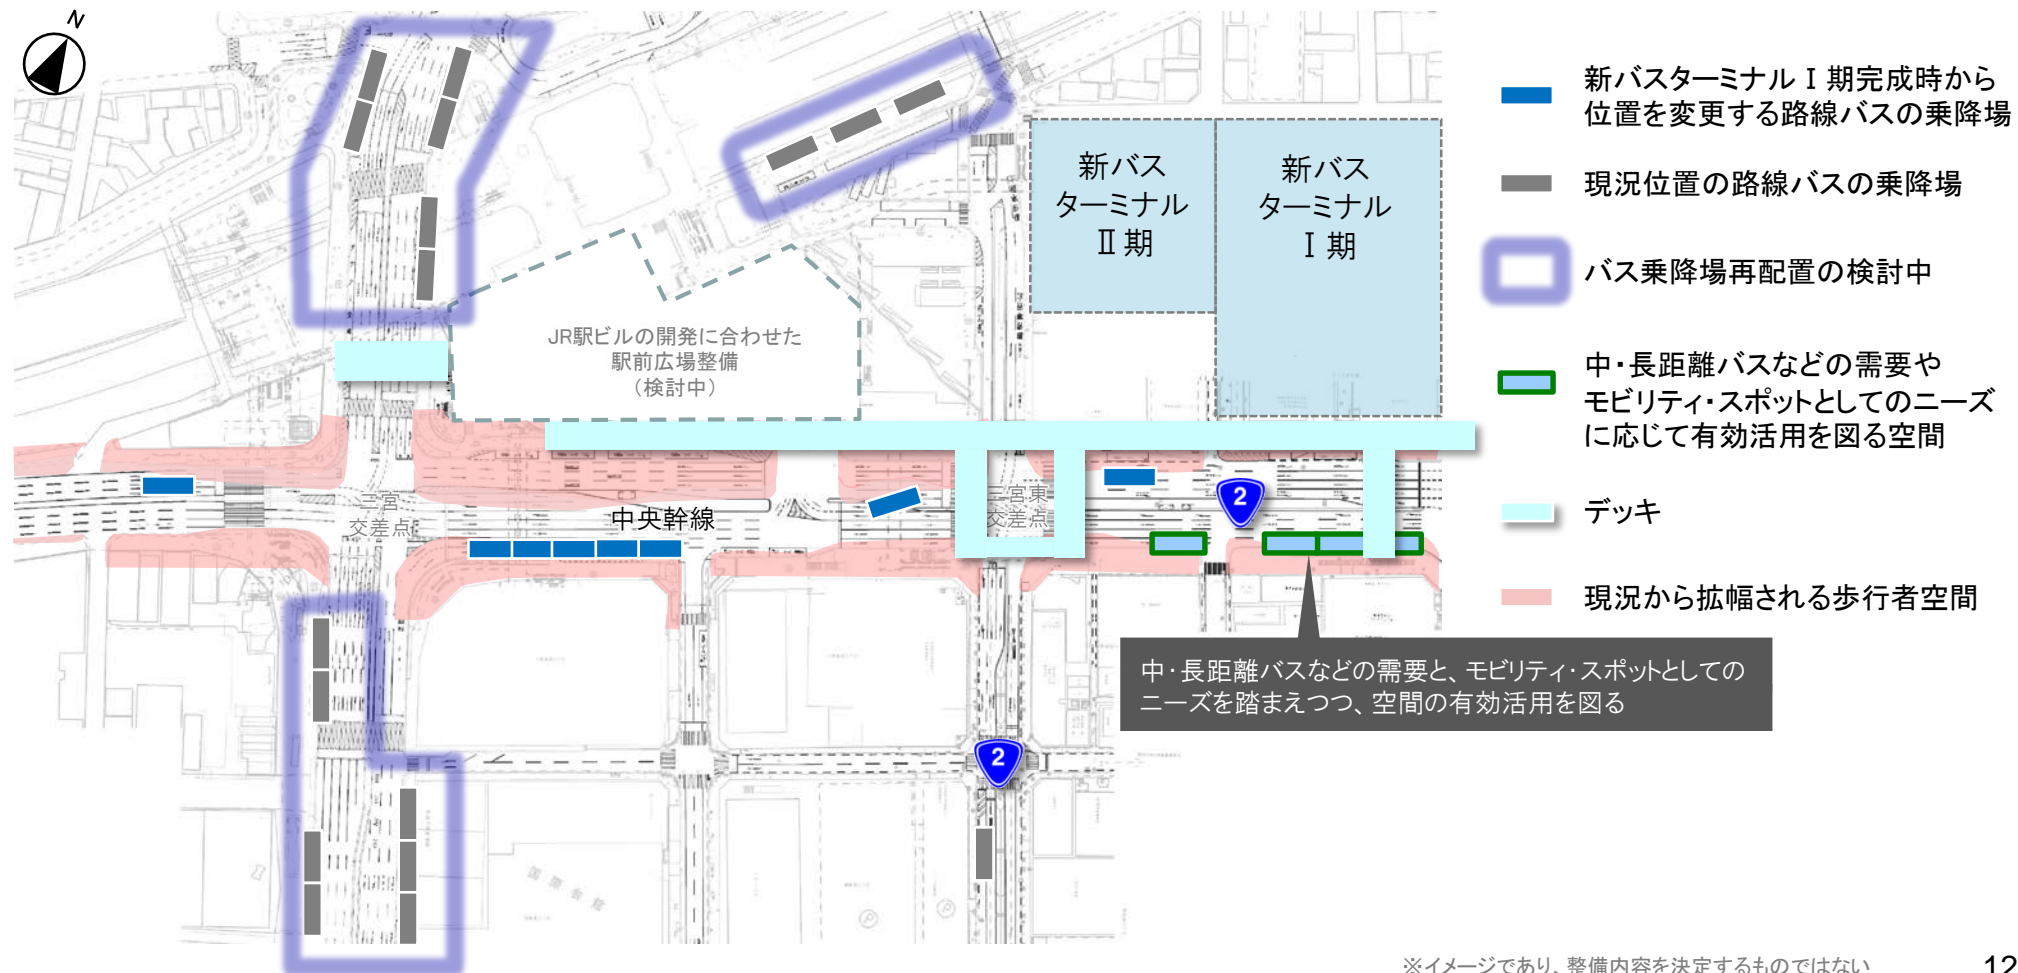 N
新バス
ターミナル
Ⅱ期
新バス
ターミナル
Ⅰ期
JR駅ビルの開発に合わせた
駅前広場整備
（検討中）
三宮
交差点
中央幹線
三宮東
交差点
2
2
国際会館
P
P
中・長距離バスなどの需要と、モビリティ・スポットとしての
ニーズを踏まえつつ、空間の有効活用を図る
新バスターミナルⅠ期完成時から
位置を変更する路線バスの乗降場
現況位置の路線バスの乗降場
バス乗降場再配置の検討中
中・長距離バスなどの需要や
モビリティ・スポットとしてのニーズ
に応じて有効活用を図る空間
デッキ
現況から拡幅される歩行者空間
※イメージであり、整備内容を決定するものではない
12